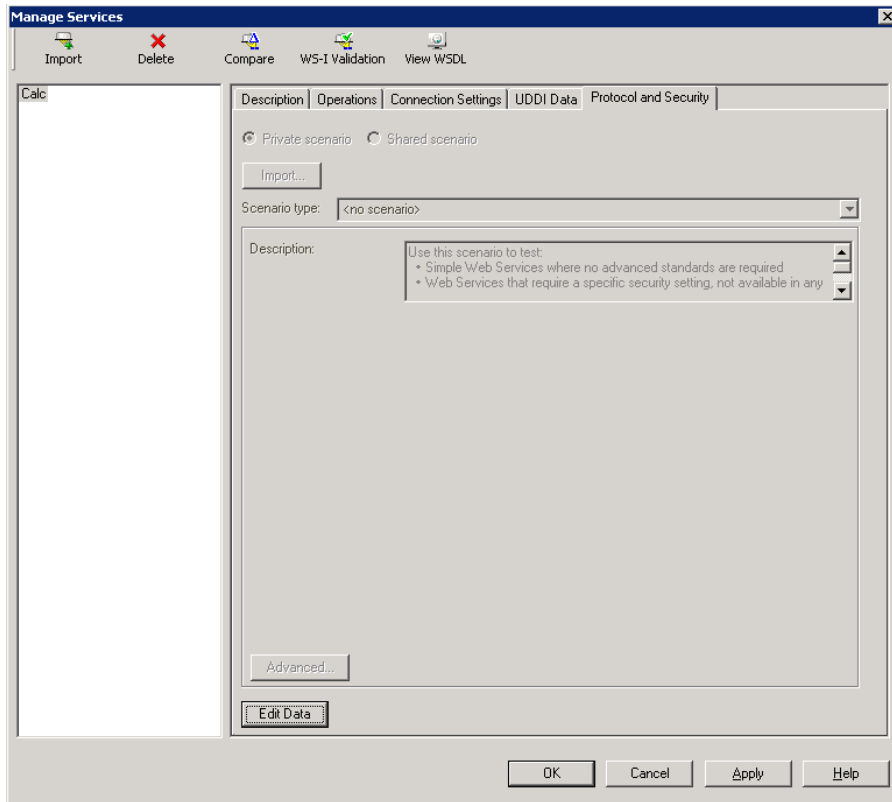 Manage Services
Import Delete Compare WS-I Validation View WSDL
Calc
Description Operations Connection Settings UDDI Data Protocol and Security
Private scenario Shared scenario
Import...
Scenario type: <no scenario>
Description: Use this scenario to test:
• Simple Web Services where no advanced standards are required
• Web Services that require a specific security setting, not available in any
Advanced...
Edit Data
OK Cancel Apply Help